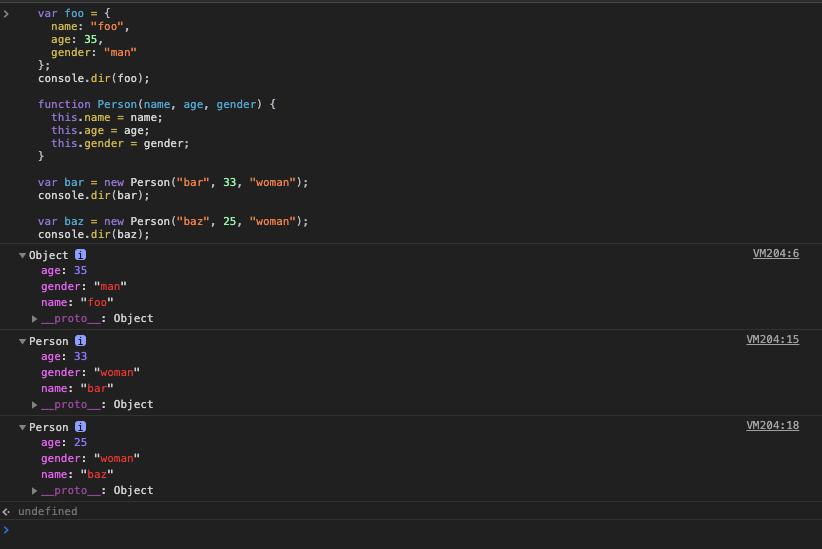 var foo = {
name: "foo",
age: 35,
gender: "man"
};
console.dir(foo);
function Person(name, age, gender) {
this.name = name;
this.age = age;
this.gender = gender;
}
var bar = new Person("bar", 33, "woman");
console.dir(bar);
var baz = new Person("baz", 25, "woman");
console.dir(baz);
Object i VM204:6
age: 35
gender: "man"
name: "foo"
__proto__: Object
Person i VM204:15
age: 33
gender: "woman"
name: "bar"
__proto__: Object
Person i VM204:18
age: 25
gender: "woman"
name: "baz"
__proto__: Object
undefined